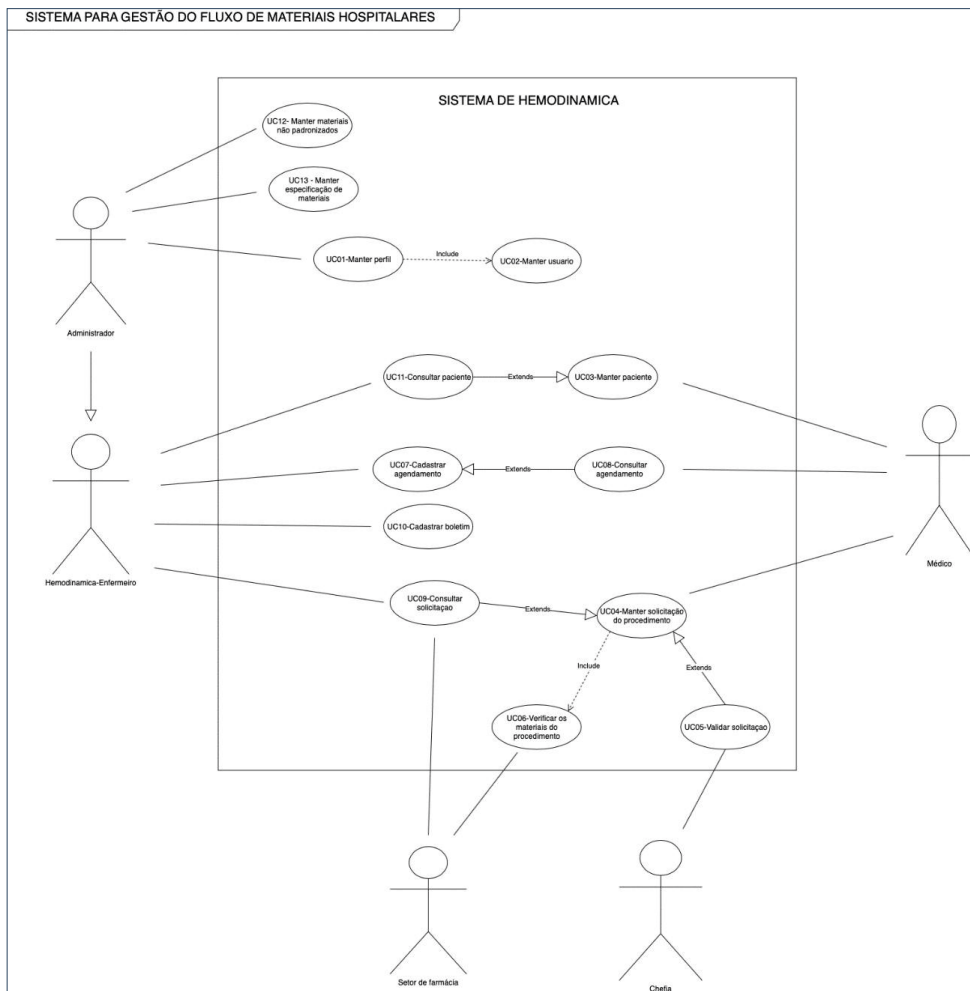 SISTEMA PARA GESTÃO DO FLUXO DE MATERIAIS HOSPITALARES
SISTEMA DE HEMODINAMICA
UC12- Manter materiais
não padronizados
UC13 - Manter
especificação de
materiais
UC01-Manter perfil
Include
UC02-Manter usuario
Administrador
UC11-Consultar paciente
Extends
UC03-Manter paciente
UC07-Cadastrar
agendamento
Extends
UC08-Consultar
agendamento
UC10-Cadastrar boletim
Hemodinamica-Enfermeiro
Médico
UC09-Consultar
solicitaçao
Extends
UC04-Manter solicitação
do procedimento
Include
Extends
UC06-Verificar os
materiais do
procedimento
UC05-Validar solicitaçao
Setor de farmácia
Chefia